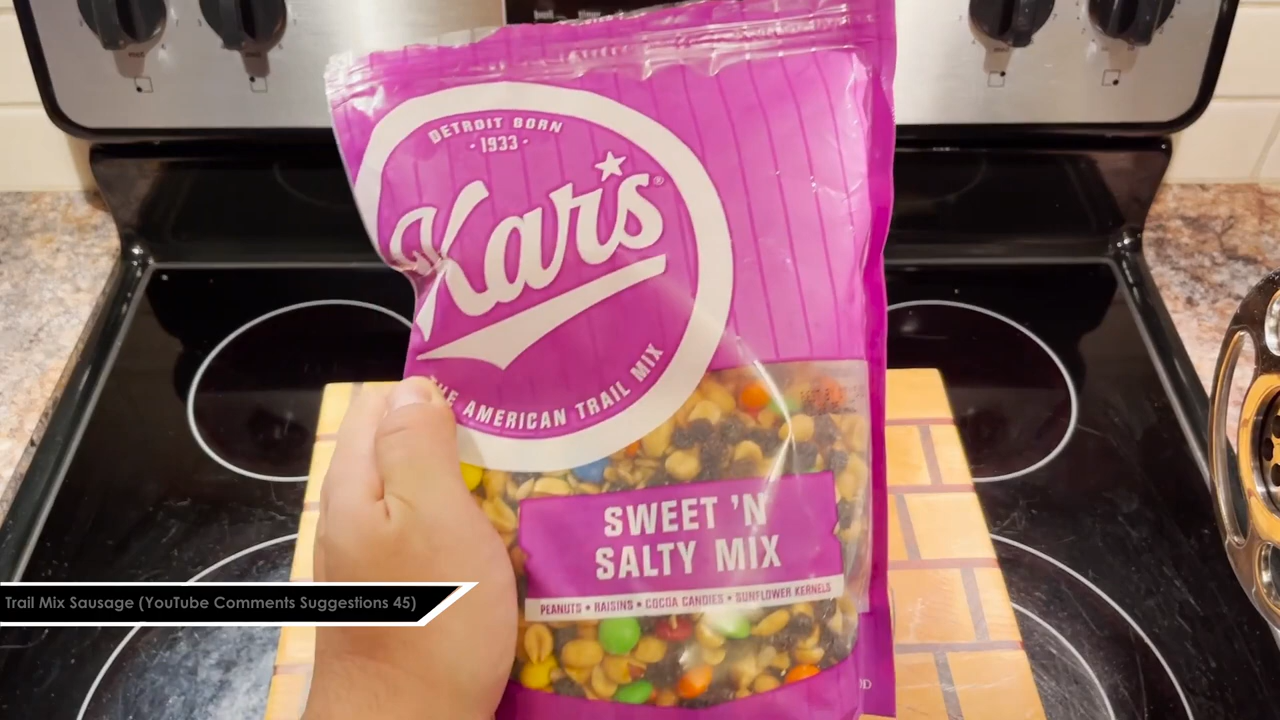 DETROIT BORN
·1933·
Kar's®
THE AMERICAN TRAIL MIX
SWEET 'N
SALTY MIX
PEANUTS • RAISINS • COCOA CANDIES • SUNFLOWER KERNELS
Trail Mix Sausage (YouTube Comments Suggestions 45)